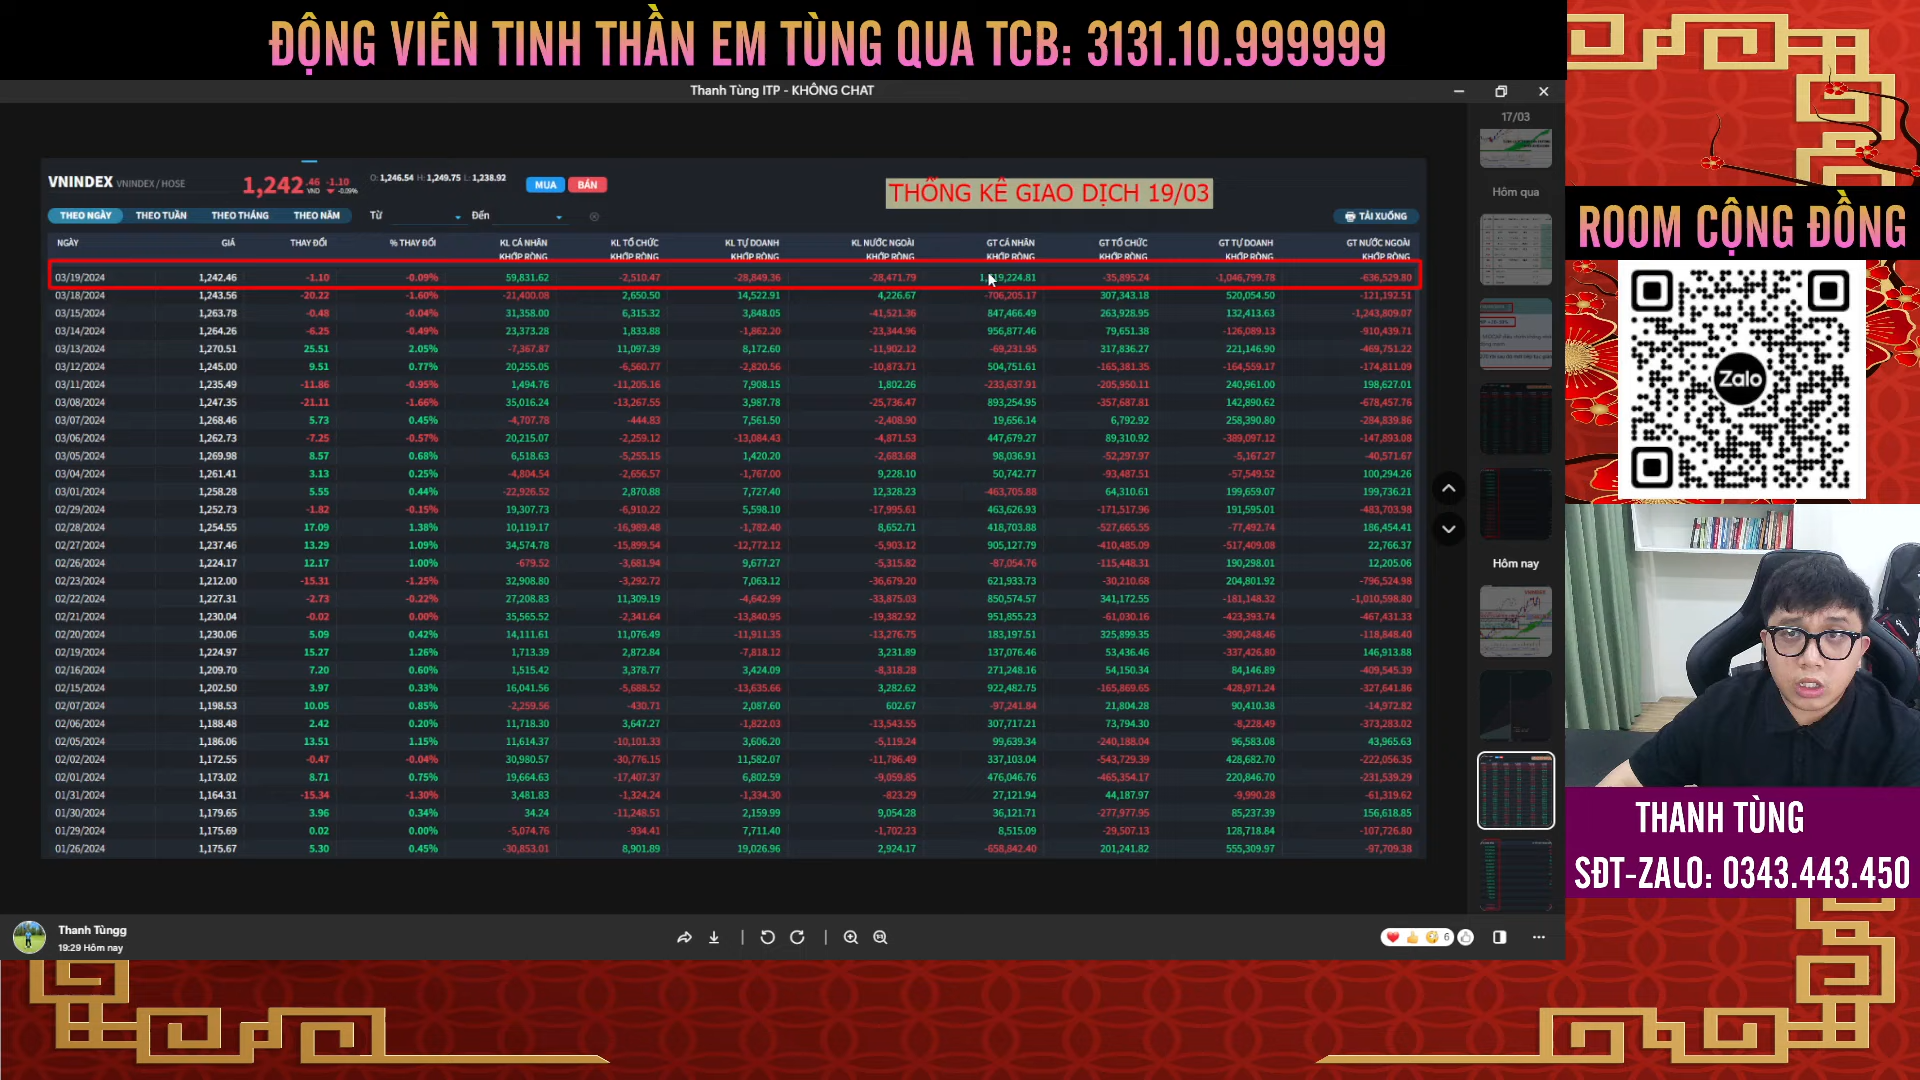 ĐỘNG VIÊN TINH THẦN EM TÙNG QUA TCB: 3131.10.999999
Thanh Tùng ITP - KHÔNG CHAT
17/03
VNINDEX VNINDEX / HOSE 1,242.46 VND -1.10 -0.09% O: 1,246.54 H: 1,249.75 L: 1,238.92 MUA BÁN
THỐNG KÊ GIAO DỊCH 19/03
THEO NGÀY THEO TUẦN THEO THÁNG THEO NĂM Từ Đến TẢI XUỐNG
NGÀY GIÁ THAY ĐỔI % THAY ĐỔI KL CÁ NHÂN KL TỔ CHỨC KL TỰ DOANH KL NƯỚC NGOÀI GT CÁ NHÂN GT TỔ CHỨC GT TỰ DOANH GT NƯỚC NGOÀI
KHỚP RÒNG KHỚP RÒNG KHỚP RÒNG KHỚP RÒNG KHỚP RÒNG KHỚP RÒNG KHỚP RÒNG KHỚP RÒNG
03/19/2024 1,242.46 -1.10 -0.09% 59,831.62 -2,510.47 -28,849.36 -28,471.79 -35,895.24 -1,046,799.78 -636,529.80
03/18/2024 1,243.56 -20.22 -1.60% -21,400.08 2,650.50 14,522.91 4,226.67 -706,205.17 307,343.18 520,054.50 -121,192.51
03/15/2024 1,263.78 -0.48 -0.04% 31,358.00 6,315.32 3,848.05 -41,521.36 847,466.49 263,928.95 132,413.63 -1,243,809.07
03/14/2024 1,264.26 -6.25 -0.49% 23,373.28 1,833.88 -1,862.20 -23,344.96 956,877.46 79,651.38 -126,089.13 -910,439.71
03/13/2024 1,270.51 25.51 2.05% -7,367.87 11,097.39 8,172.60 -11,902.12 -69,231.95 317,836.27 221,146.90 -469,751.22
03/12/2024 1,245.00 9.51 0.77% 20,255.05 -6,560.77 -2,820.56 -10,873.71 504,751.61 -165,381.35 -164,559.17 -174,811.09
03/11/2024 1,235.49 -11.86 -0.95% 1,494.76 -11,205.16 7,908.15 1,802.26 -233,637.91 -205,950.11 240,961.00 198,627.01
03/08/2024 1,247.35 -21.11 -1.66% 35,016.24 -13,267.55 3,987.78 -25,736.47 893,254.95 -357,687.81 142,890.62 -678,457.76
03/07/2024 1,268.46 5.73 0.45% -4,707.78 -444.83 7,561.50 -2,408.90 19,656.14 6,792.92 258,390.80 -284,839.86
03/06/2024 1,262.73 -7.25 -0.57% 20,215.07 -2,259.12 -13,084.43 -4,871.53 447,679.27 89,310.92 -389,097.12 -147,893.08
03/05/2024 1,269.98 8.57 0.68% 6,518.63 -5,255.15 1,420.20 -2,683.68 98,036.91 -52,297.97 -5,167.27 -40,571.67
03/04/2024 1,261.41 3.13 0.25% -4,804.54 -2,656.57 -1,767.00 9,228.10 50,742.77 -93,487.51 -57,549.52 100,294.26
03/01/2024 1,258.28 5.55 0.44% -22,926.52 2,870.88 7,727.40 12,328.23 -463,705.88 64,310.61 199,659.07 199,736.21
02/29/2024 1,252.73 -1.82 -0.15% 19,307.73 -6,910.22 5,598.10 -17,995.61 463,626.93 -171,517.96 191,595.01 -483,703.98
02/28/2024 1,254.55 17.09 1.38% 10,119.17 -16,989.48 -1,782.40 8,652.71 418,703.88 -527,665.55 -77,492.74 186,454.41
02/27/2024 1,237.46 13.29 1.09% 34,574.78 -15,899.54 -12,772.12 -5,903.12 905,127.79 -410,485.09 -517,409.08 22,766.37
02/26/2024 1,224.17 12.17 1.00% -679.52 -3,681.94 9,677.27 -5,315.82 -87,054.76 -115,448.31 190,298.01 12,205.06
02/23/2024 1,212.00 -15.31 -1.25% 32,908.80 -3,292.72 7,063.12 -36,679.20 621,933.73 -30,210.68 204,801.92 -796,524.98
02/22/2024 1,227.31 -2.73 -0.22% 27,208.83 11,309.19 -4,642.99 -33,875.03 850,574.57 341,172.55 -181,148.32 -1,010,598.80
02/21/2024 1,230.04 -0.02 0.00% 35,565.52 -2,341.64 -13,840.95 -19,382.92 951,855.23 -61,030.16 -423,393.74 -467,431.33
02/20/2024 1,230.06 5.09 0.42% 14,111.61 11,076.49 -11,911.35 -13,276.75 183,197.51 325,899.35 -390,248.46 -118,848.40
02/19/2024 1,224.97 15.27 1.26% 1,713.39 2,872.84 -7,818.12 3,231.89 137,076.46 53,436.46 -337,426.80 146,913.88
02/16/2024 1,209.70 7.20 0.60% 1,515.42 3,378.77 3,424.09 -8,318.28 271,248.16 54,150.34 84,146.89 -409,545.39
02/15/2024 1,202.50 3.97 0.33% 16,041.56 -5,688.52 -13,635.66 3,282.62 922,482.75 -165,869.65 -428,971.24 -327,641.86
02/07/2024 1,198.53 10.05 0.85% -2,259.56 -430.71 2,087.60 602.67 -97,241.84 21,804.28 90,410.38 -14,972.82
02/06/2024 1,188.48 2.42 0.20% 11,718.30 3,647.27 -1,822.03 -13,543.55 307,717.21 73,794.30 -8,228.49 -373,283.02
02/05/2024 1,186.06 13.51 1.15% 11,614.37 -10,101.33 3,606.20 -5,119.24 99,639.34 -240,188.04 96,583.08 43,965.63
02/02/2024 1,172.55 -0.47 -0.04% 30,980.57 -30,776.15 11,582.07 -11,786.49 337,103.04 -543,729.39 428,682.70 -222,056.35
02/01/2024 1,173.02 8.71 0.75% 19,664.63 -17,407.37 6,802.59 -9,059.85 476,046.76 -465,354.17 220,846.70 -231,539.29
01/31/2024 1,164.31 -15.34 -1.30% 3,481.83 -1,324.24 -1,334.30 -823.29 27,121.94 44,187.97 -9,990.28 -61,319.62
01/30/2024 1,179.65 3.96 0.34% 34.24 -11,248.51 2,159.99 9,054.28 36,121.71 -277,977.95 85,237.39 156,618.85
01/29/2024 1,175.69 0.02 0.00% -5,074.76 -934.41 7,711.40 -1,702.23 8,515.09 -29,507.13 128,718.84 -107,726.80
01/26/2024 1,175.67 5.30 0.45% -30,853.01 8,901.89 19,026.96 2,924.17 -658,842.40 201,241.82 555,309.97 -97,709.38
Hôm qua
Hôm nay
Thanh Tùngg
19:29 Hôm nay
6
ROOM CỘNG ĐỒNG
Zalo
THANH TÙNG
SĐT-ZALO: 0343.443.450